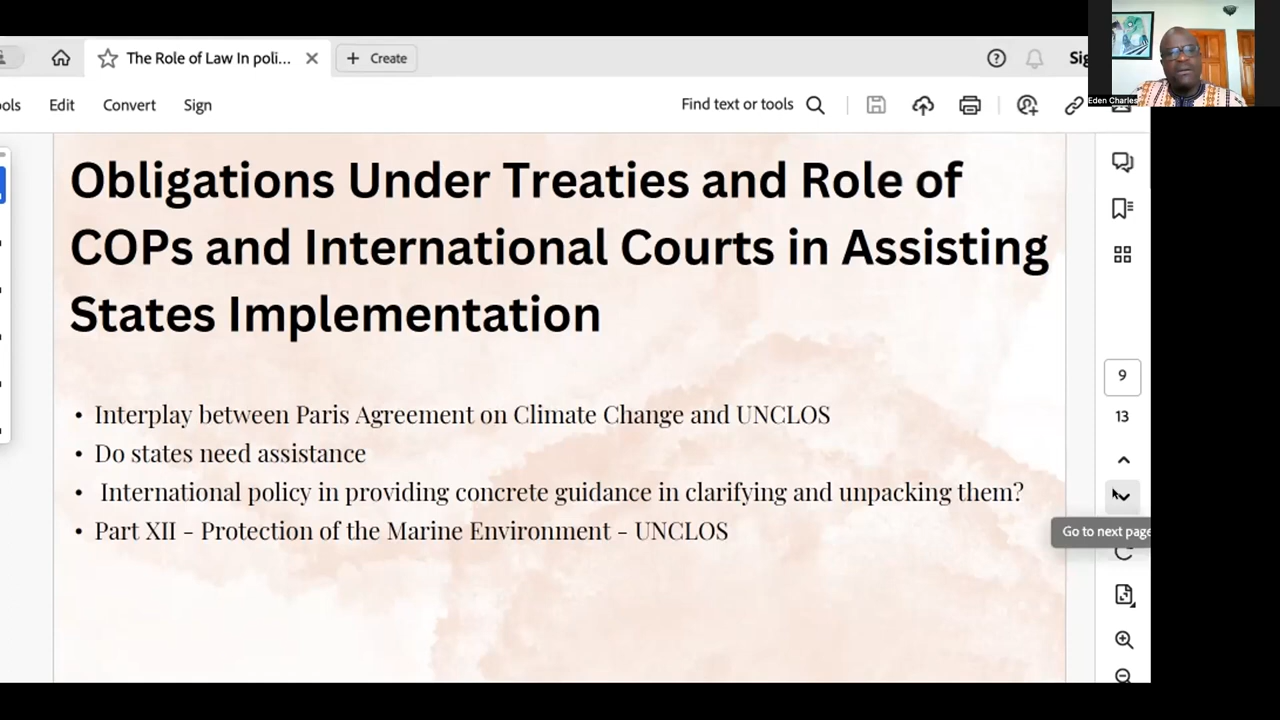 The Role of Law In poli...
Create
Edit
Convert
Sign
Find text or tools
Eden Charles
Obligations Under Treaties and Role of
COPs and International Courts in Assisting
States Implementation
• Interplay between Paris Agreement on Climate Change and UNCLOS
• Do states need assistance
• International policy in providing concrete guidance in clarifying and unpacking them?
• Part XII - Protection of the Marine Environment - UNCLOS
9
13
Go to next page